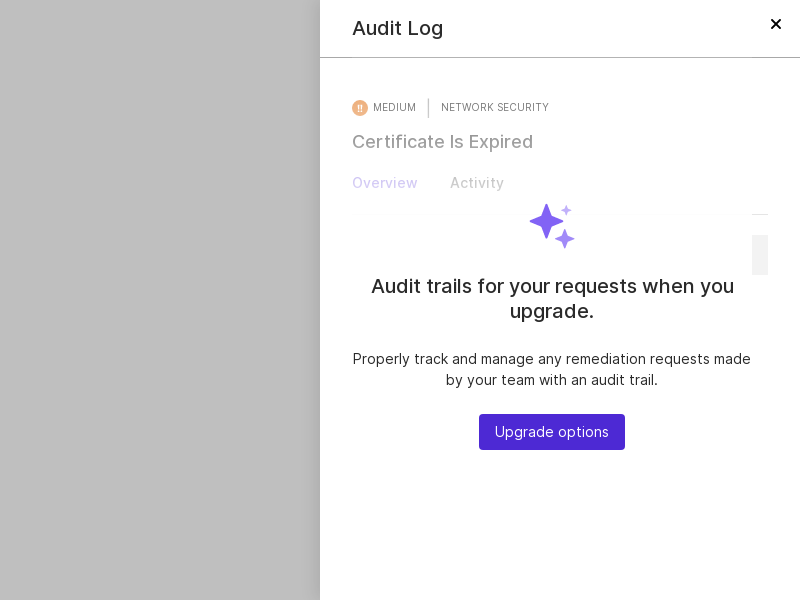 Audit Log
MEDIUM
NETWORK SECURITY
Certificate Is Expired
Overview
Activity
Audit trails for your requests when you
upgrade.
Properly track and manage any remediation requests made
by your team with an audit trail.
Upgrade options